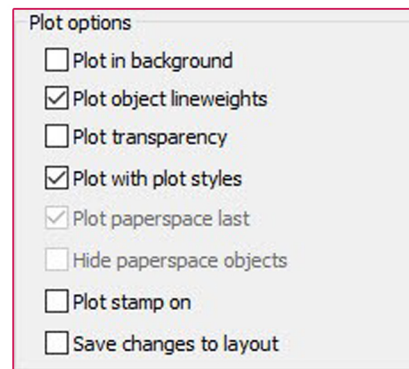 Plot options
Plot in background
Plot object lineweights
Plot transparency
Plot with plot styles
Plot paperspace last
Hide paperspace objects
Plot stamp on
Save changes to layout